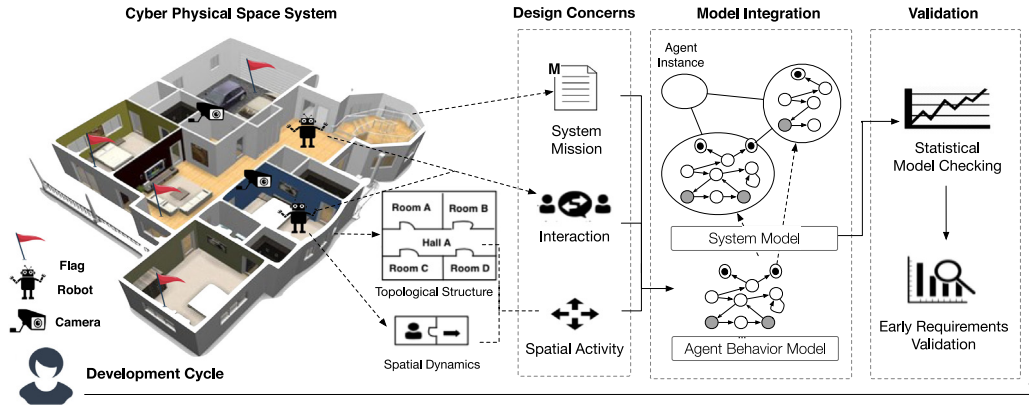 Cyber Physical Space System
Design Concerns
Model Integration
Validation
Agent
Instance
M
System
Mission
Statistical
Model Checking
Room A
Room B
Hall A
Room C
Room D
Topological Structure
Interaction
System Model
Flag
Robot
Camera
Spatial Dynamics
Spatial Activity
Agent Behavior Model
Early Requirements
Validation
Development Cycle